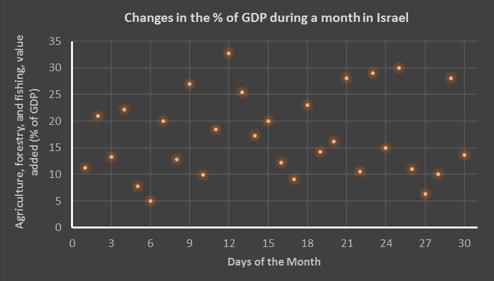 Changes in the % of GDP during a month in Israel
Agriculture, forestry, and fishing, value
added (% of GDP)
35
30
25
20
15
10
5
0
0 3 6 9 12 15 18 21 24 27 30
Days of the Month